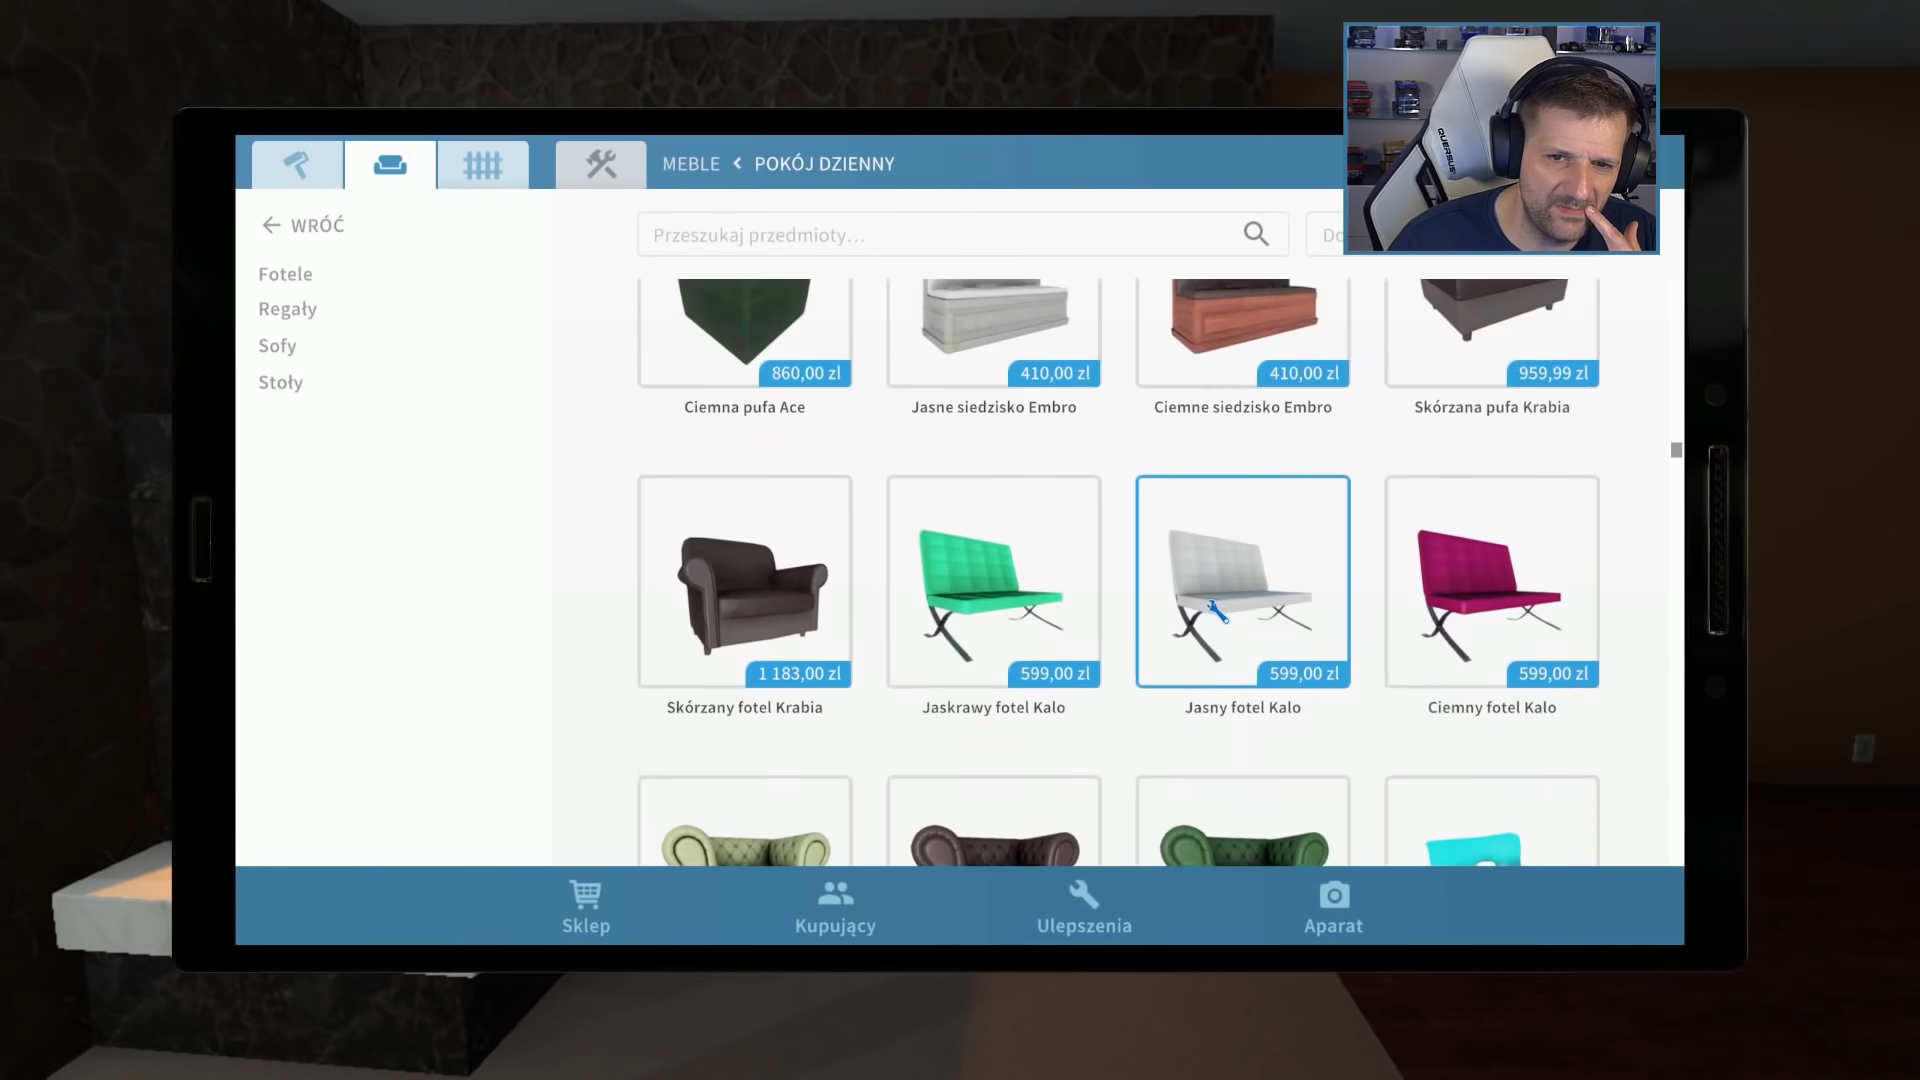 QUERSUS
MEBLE < POKÓJ DZIENNY
WRÓĆ
Fotele
Regały
Sofy
Stoły
Przeszukaj przedmioty…
860,00 zl
410,00 zl
410,00 zl
959,99 zl
Ciemna pufa Ace
Jasne siedzisko Embro
Ciemne siedzisko Embro
Skórzana pufa Krabia
1 183,00 zl
599,00 zl
599,00 zl
599,00 zl
Skórzany fotel Krabia
Jaskrawy fotel Kalo
Jasny fotel Kalo
Ciemny fotel Kalo
Sklep
Kupujący
Ulepszenia
Aparat